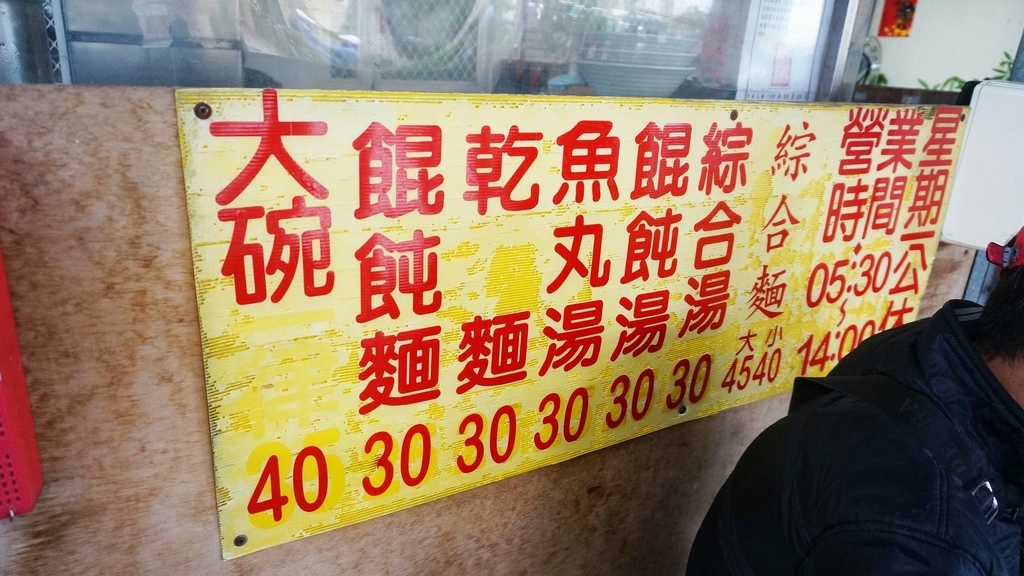 大碗 40
餛飩麵 30
乾麵 30
魚丸湯 30
餛飩湯 30
綜合湯 30
綜合麵 大45 小40
營業時間:05:30~14:00
星期一公休